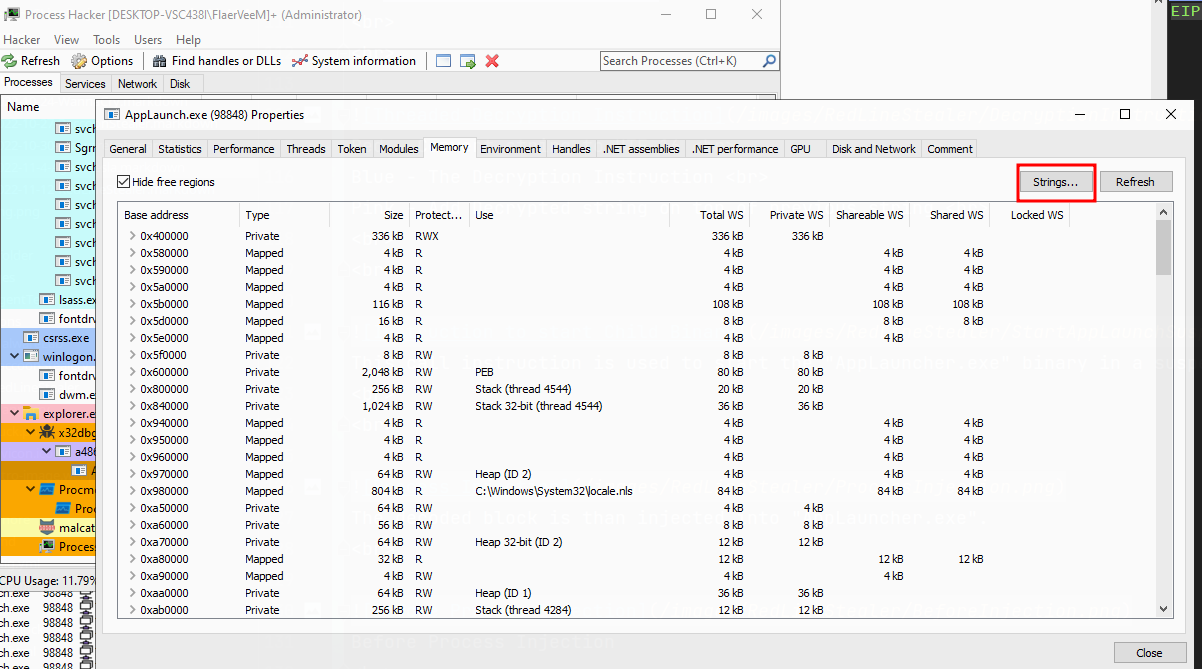 Process Hacker [DESKTOP-VSC438I\FlaerVeeM]+ (Administrator)
EIP
Hacker View Tools Users Help
Refresh Options Find handles or DLLs System information Search Processes (Ctrl+K)
Processes Services Network Disk
Name
AppLaunch.exe (98848) Properties
General Statistics Performance Threads Token Modules Memory Environment Handles .NET assemblies .NET performance GPU Disk and Network Comment
Hide free regions Strings... Refresh
Base address Type Size Protect... Use Total WS Private WS Shareable WS Shared WS Locked WS
0x400000 Private 336 kB RWX 336 kB 336 kB
0x580000 Mapped 4 kB R 4 kB 4 kB 4 kB
0x590000 Mapped 4 kB R 4 kB 4 kB 4 kB
0x5a0000 Mapped 4 kB R 4 kB 4 kB 4 kB
0x5b0000 Mapped 116 kB R 108 kB 108 kB 108 kB
0x5d0000 Mapped 16 kB R 8 kB 8 kB 8 kB
0x5e0000 Mapped 4 kB R 4 kB 4 kB
0x5f0000 Private 8 kB RW 8 kB 8 kB
0x600000 Private 2,048 kB RW PEB 80 kB 80 kB
0x800000 Private 256 kB RW Stack (thread 4544) 20 kB 20 kB
0x840000 Private 1,024 kB RW Stack 32-bit (thread 4544) 36 kB 36 kB
0x940000 Mapped 4 kB R 4 kB 4 kB 4 kB
0x950000 Mapped 4 kB R 4 kB 4 kB 4 kB
0x960000 Mapped 4 kB R 4 kB 4 kB 4 kB
0x970000 Mapped 64 kB RW Heap (ID 2) 4 kB 4 kB 4 kB
0x980000 Mapped 804 kB R C:\Windows\System32\locale.nls 84 kB 84 kB 84 kB
0xa50000 Private 64 kB RW 4 kB 4 kB
0xa60000 Private 56 kB RW 8 kB 8 kB
0xa70000 Private 64 kB RW Heap 32-bit (ID 2) 12 kB 12 kB
0xa80000 Mapped 32 kB R 12 kB 12 kB 12 kB
0xa90000 Mapped 4 kB RW 4 kB 4 kB
0xaa0000 Private 64 kB RW Heap (ID 1) 36 kB 36 kB
0xab0000 Private 256 kB RW Stack (thread 4284) 12 kB 12 kB
svch
Sgrr
svch
svch
svch
svch
svch
svch
svch
lsass.ex
fontdrv
csrss.exe
winlogon.
fontdrv
dwm.e
explorer.e
x32dbg
a486
Procm
Proc
malcat
Process
CPU Usage: 11.79%
ch.exe 98848
ch.exe 98848
ch.exe 98848
ch.exe 98848
ch.exe 98848
ch.exe 98848
Before Process Injection
Close